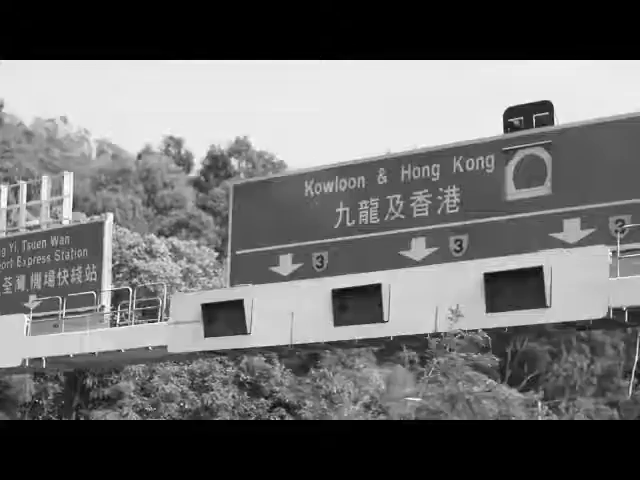 Kowloon & Hong Kong
九龍及香港
3 3 3
Yi, Tsuen Wan
Express Station
荃灣, 機場快綫站